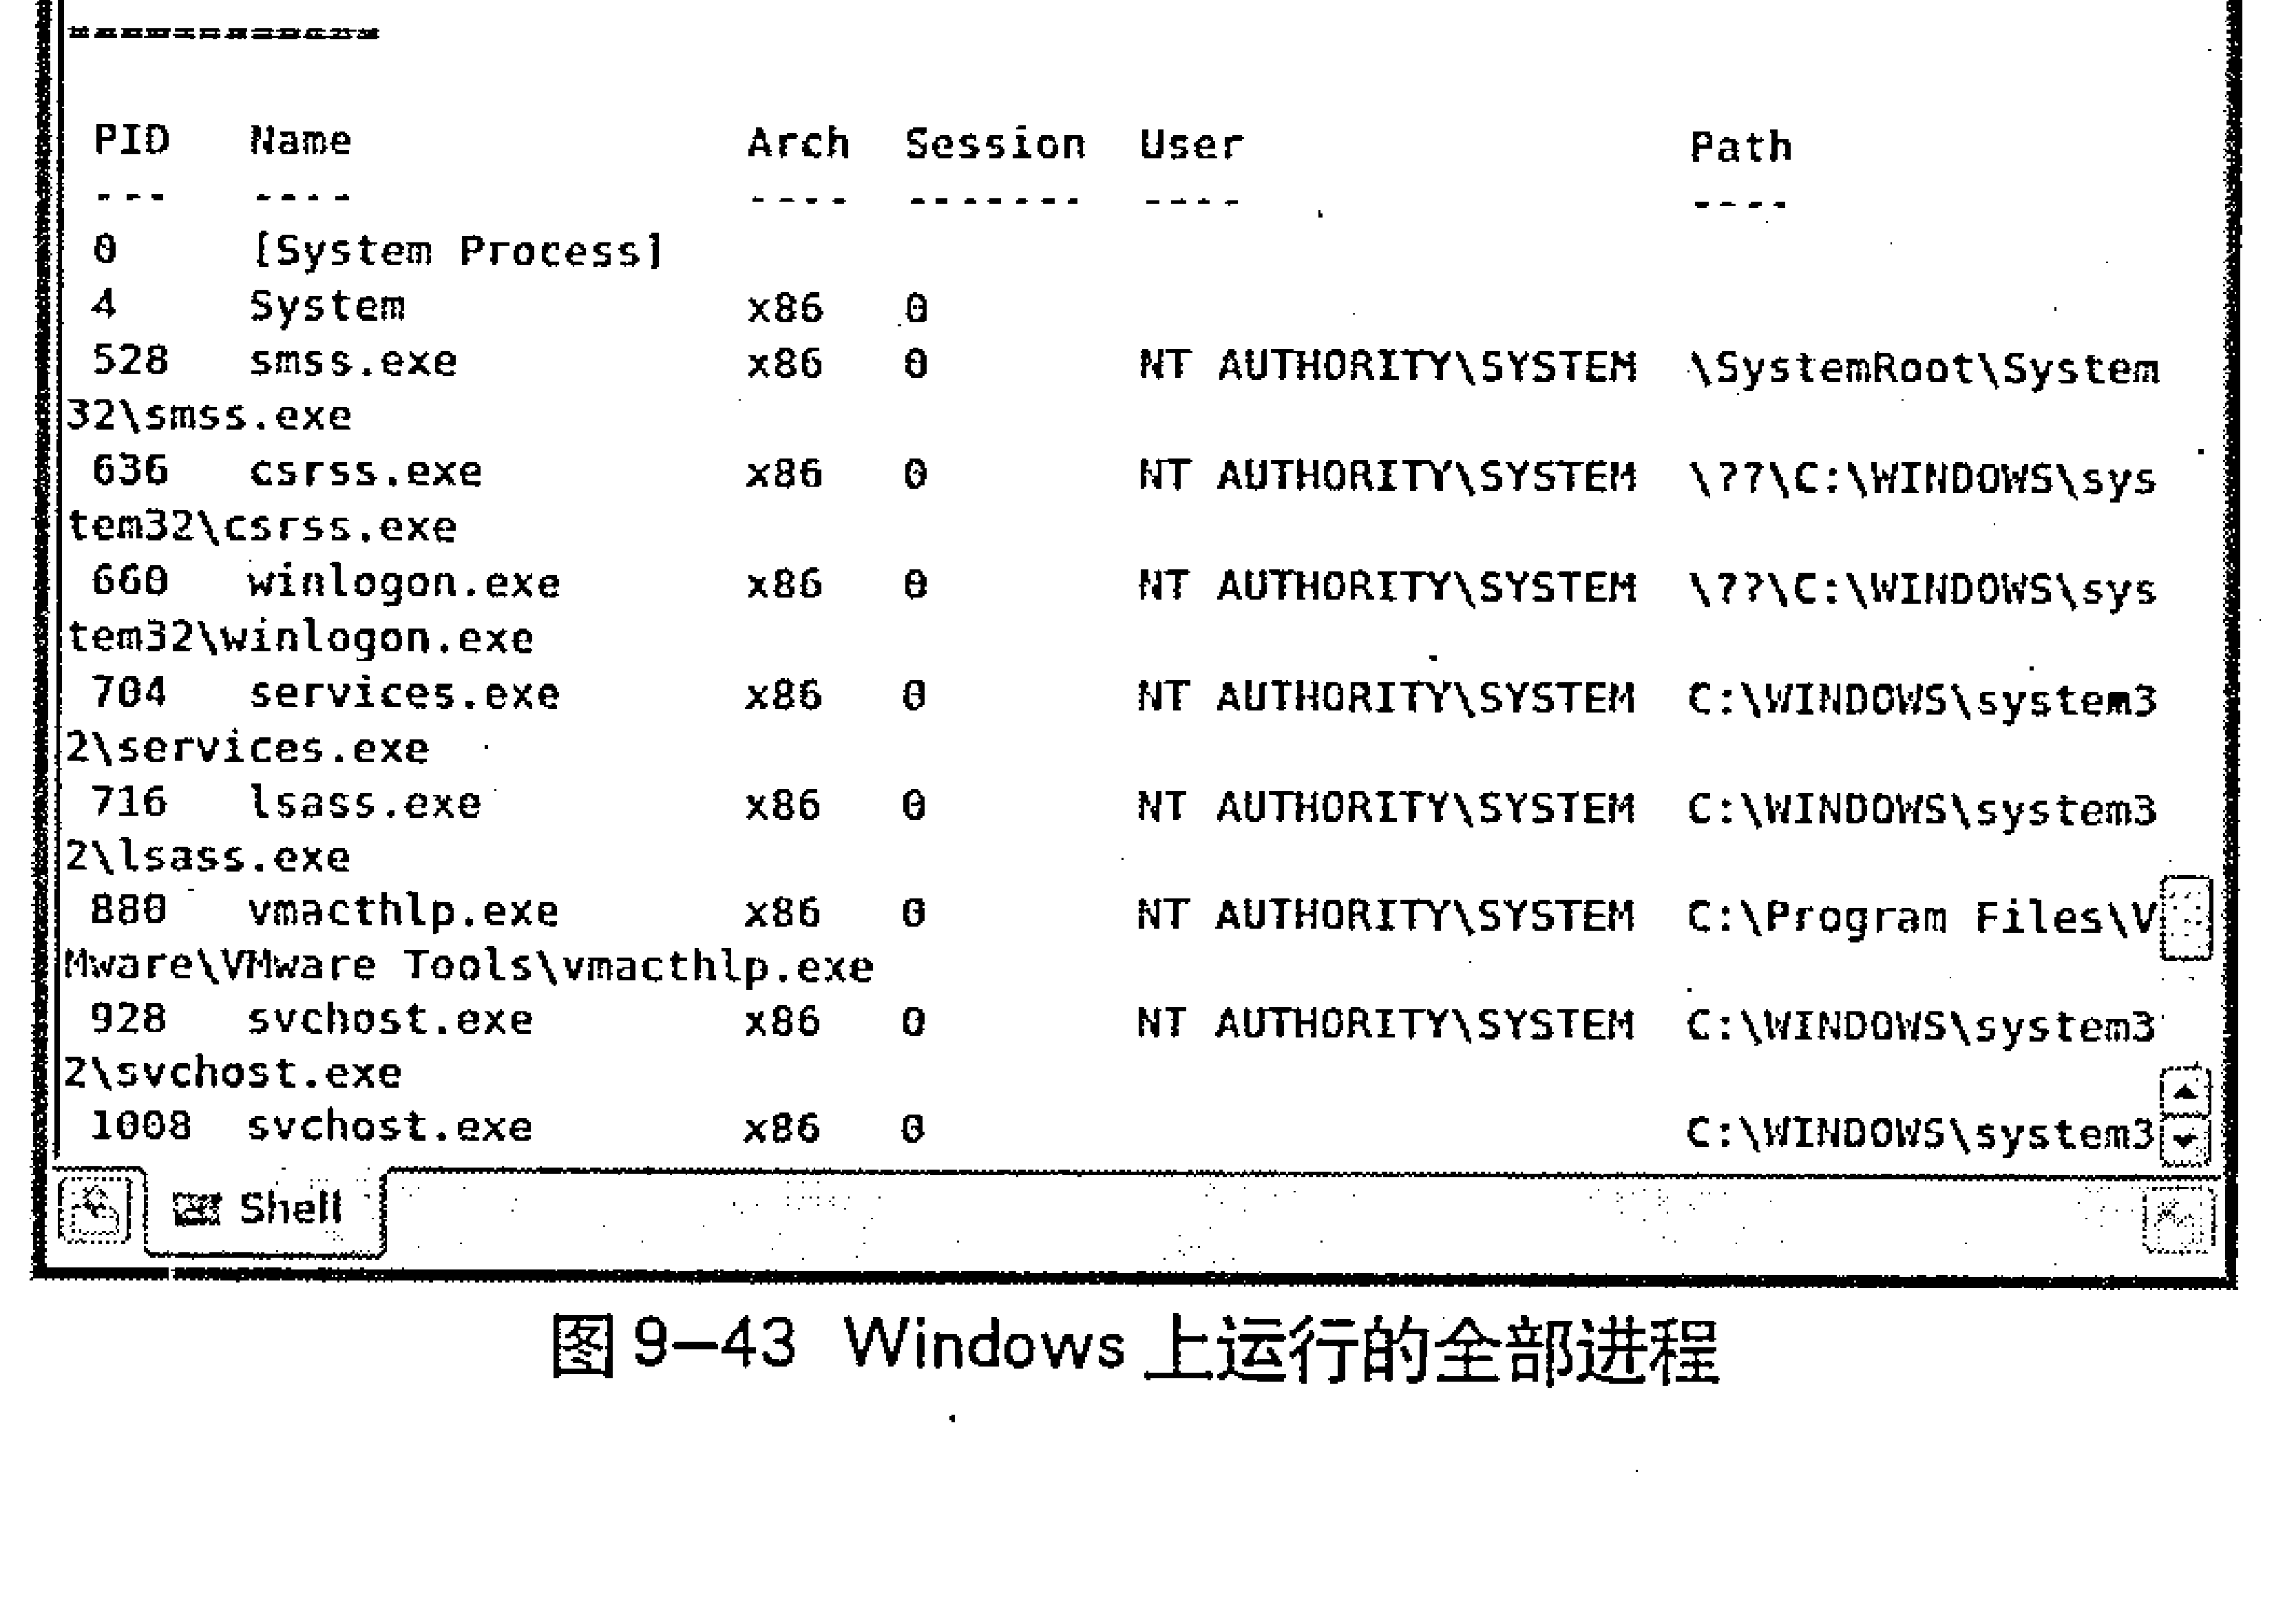 ============
PID Name Arch Session User Path
--- ---- ---- ------- ---- ----
0 [System Process]
4 System x86 0
528 smss.exe x86 0 NT AUTHORITY\SYSTEM \SystemRoot\System
32\smss.exe
636 csrss.exe x86 0 NT AUTHORITY\SYSTEM \??\C:\WINDOWS\sys
tem32\csrss.exe
660 winlogon.exe x86 0 NT AUTHORITY\SYSTEM \??\C:\WINDOWS\sys
tem32\winlogon.exe
704 services.exe x86 0 NT AUTHORITY\SYSTEM C:\WINDOWS\system3
2\services.exe
716 lsass.exe x86 0 NT AUTHORITY\SYSTEM C:\WINDOWS\system3
2\lsass.exe
880 vmacthlp.exe x86 0 NT AUTHORITY\SYSTEM C:\Program Files\V
Mware\VMware Tools\vmacthlp.exe
928 svchost.exe x86 0 NT AUTHORITY\SYSTEM C:\WINDOWS\system3
2\svchost.exe
1008 svchost.exe x86 0 C:\WINDOWS\system3
Shell
图 9-43 Windows 上运行的全部进程